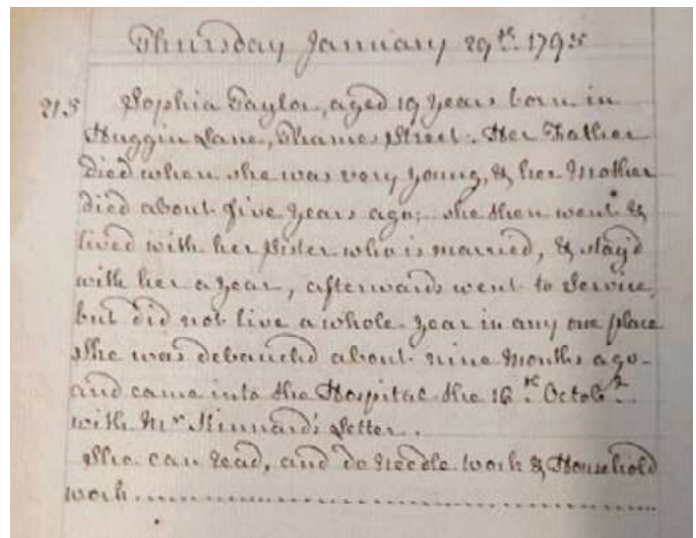 Thursday January 29th. 1795
215 Sophia Taylor, aged 19 Years born in
Huggin Lane, Thames Street. Her Father
died when she was very young, & her Mother
died about five Years ago; she then went &
lived with her Sister who is married, & stay'd
with her a Year, afterwards went to Service,
but did not live a whole Year in any one place
She was debauched about nine Months ago-
and came into the Hospital the 16th Octobr.
with Mrs Letter.
She can read, and do Needle work & Household
work